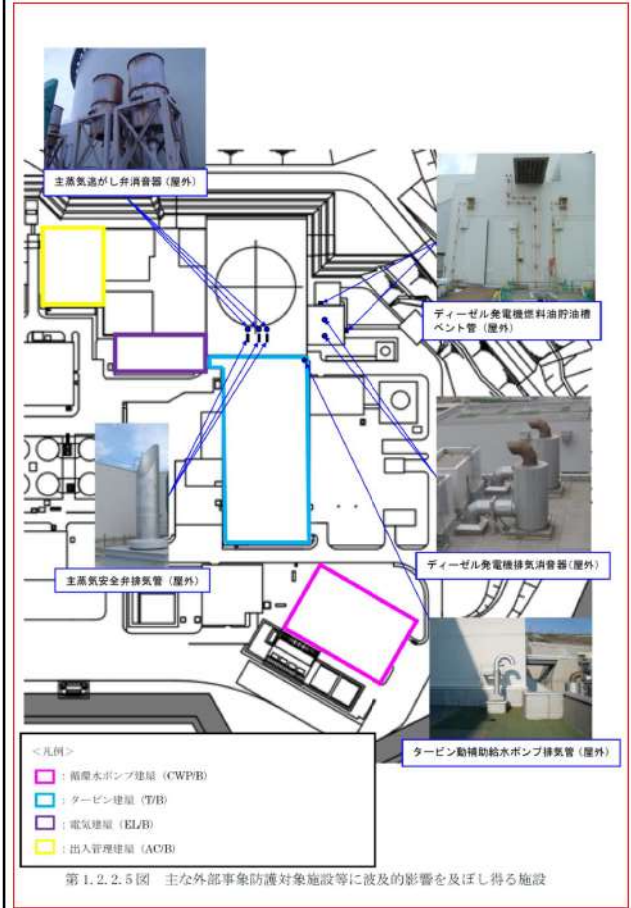 主蒸気逃がし弁消音器（屋外）
ディーゼル発電機燃料油貯油槽
ベント管（屋外）
主蒸気安全弁排気管（屋外）
ディーゼル発電機排気消音器（屋外）
タービン動補助給水ポンプ排気管（屋外）
＜凡例＞
：循環水ポンプ建屋（CWP/B）
：タービン建屋（T/B）
：電気建屋（EL/B）
：出入管理建屋（AC/B）
第1.2.2.5図　主な外部事象防護対象施設等に波及的影響を及ぼし得る施設